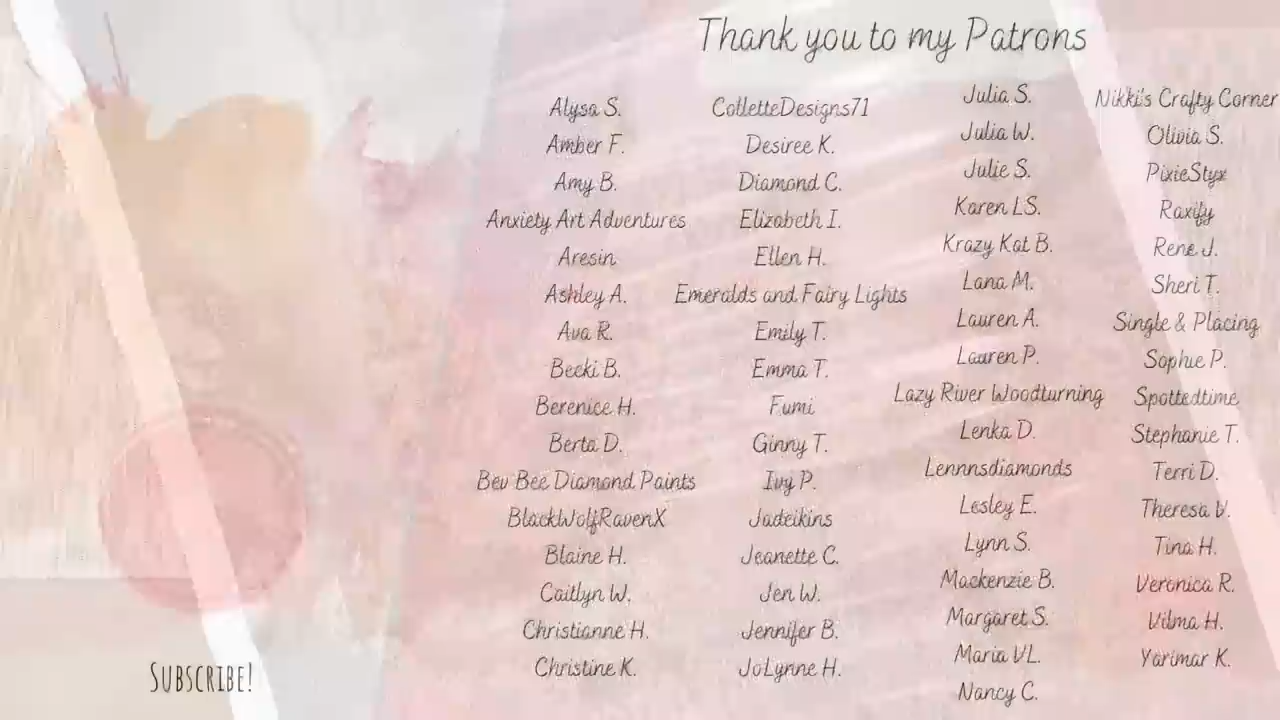 Thank you to my Patrons
Alysa S.
Amber F.
Amy B.
Anxiety Art Adventures
Aresin
Ashley A.
Ava R.
Becki B.
Berenice H.
Berta D.
Bev Bee Diamond Paints
BlackWolfRavenX
Blaine H.
Caitlyn W.
Christianne H.
Christine K.
ColletteDesigns71
Desiree K.
Diamond C.
Elizabeth I.
Ellen H.
Emeralds and Fairy Lights
Emily T.
Emma T.
Fumi
Ginny T.
Ivy P.
Jadeikins
Jeanette C.
Jen W.
Jennifer B.
JoLynne H.
Julia S.
Julia W.
Julie S.
Karen LS.
Krazy Kat B.
Lana M.
Lauren A.
Lauren P.
Lazy River Woodturning
Lenka D.
Lennnsdiamonds
Lesley E.
Lynn S.
Mackenzie B.
Margaret S.
Maria VL.
Nancy C.
Nikki's Crafty Corner
Olivia S.
PixieStyx
Raxify
Rene J.
Sheri T.
Single & Placing
Sophie P.
Spottedtime
Stephanie T.
Terri D.
Theresa V.
Tina H.
Veronica R.
Vilma H.
Yarimar K.
SUBSCRIBE!